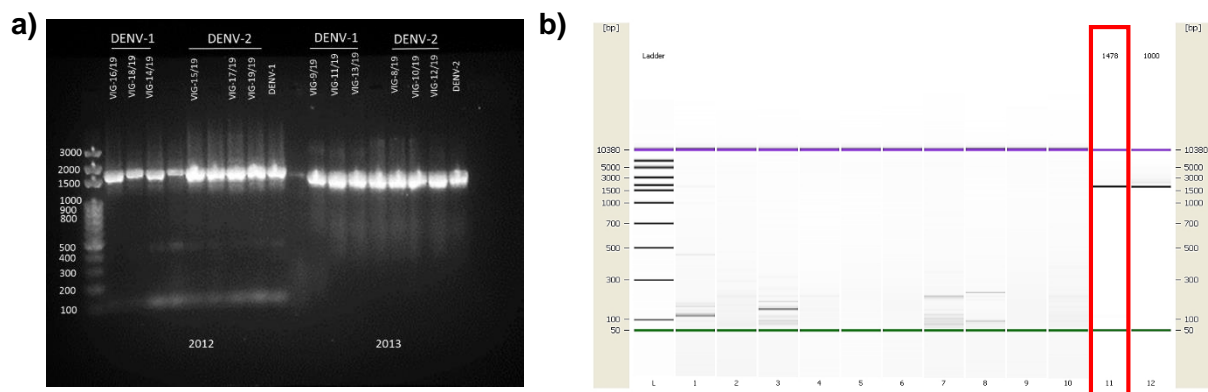 a)
DENV-1 DENV-2 DENV-1 DENV-2
VIG-16/19
VIG-18/19
VIG-14/19
VIG-15/19
VIG-17/19
VIG-19/19
DENV-1
VIG-9/19
VIG-11/19
VIG-13/19
VIG-8/19
VIG-10/19
VIG-12/19
DENV-2
3000
2000
1500
1000
900
800
500
400
300
200
100
2012 2013
b)
[bp] [bp]
Ladder 1478 1000
10380 10380
5000 5000
3000 3000
1500 1500
1000 1000
700 700
500 500
300 300
100 100
50 50
L 1 2 3 4 5 6 7 8 9 10 11 12